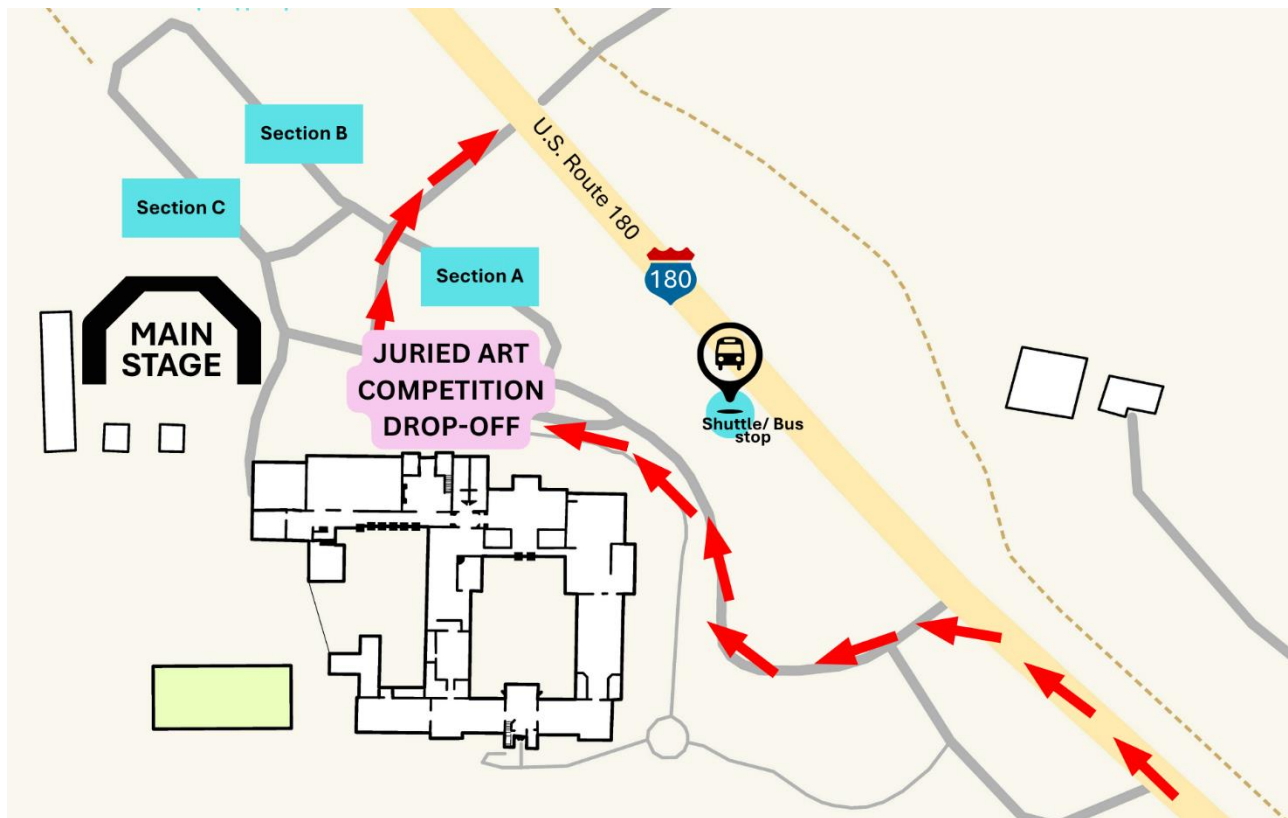 Section B
U.S. Route 180
Section C
Section A
180
MAIN
STAGE
JURIED ART
COMPETITION
DROP-OFF
Shuttle/ Bus
stop